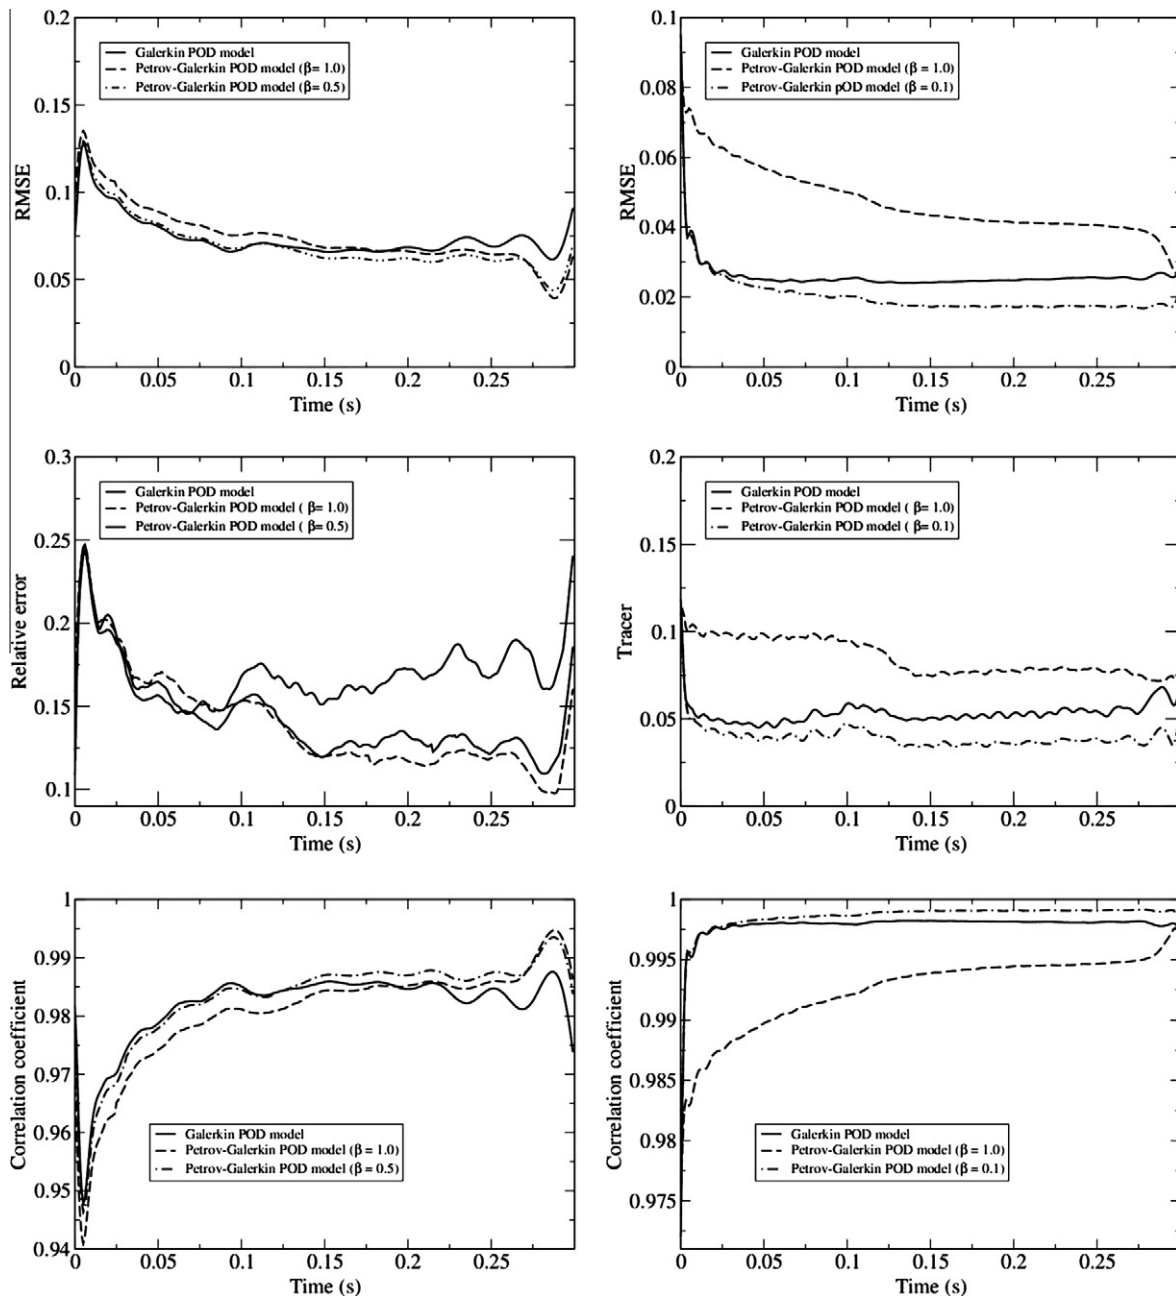 0.2
0.15
0.1
0.05
0
RMSE
Galerkin POD model
Petrov-Galerkin POD model (β= 1.0)
Petrov-Galerkin POD model (β= 0.5)
0 0.05 0.1 0.15 0.2 0.25
Time (s)
0.1
0.08
0.06
0.04
0.02
0
RMSE
Galerkin POD model
Petrov-Galerkin POD model (β = 1.0)
Petrov-Galerkin pOD model (β = 0.1)
0 0.05 0.1 0.15 0.2 0.25
Time (s)
0.3
0.25
0.2
0.15
0.1
Relative error
Galerkin POD model
Petrov-Galerkin POD model ( β= 1.0)
Petrov-Galerkin POD model ( β= 0.5)
0 0.05 0.1 0.15 0.2 0.25
Time (s)
0.2
0.15
0.1
0.05
0
Tracer
Galerkin POD model
Petrov-Galerkin POD model ( β= 1.0)
Petrov-Galerkin POD model ( β= 0.1)
0 0.05 0.1 0.15 0.2 0.25
Time (s)
1
0.99
0.98
0.97
0.96
0.95
0.94
Correlation coefficient
Galerkin POD model
Petrov-Galerkin POD model (β = 1.0)
Petrov-Galerkin POD model (β = 0.5)
0 0.05 0.1 0.15 0.2 0.25
Time (s)
1
0.995
0.99
0.985
0.98
0.975
Correlation coefficient
Galerkin POD model
Petrov-Galerkin POD model (β = 1.0)
Petrov-Galerkin POD model (β = 0.1)
0 0.05 0.1 0.15 0.2 0.25
Time (s)